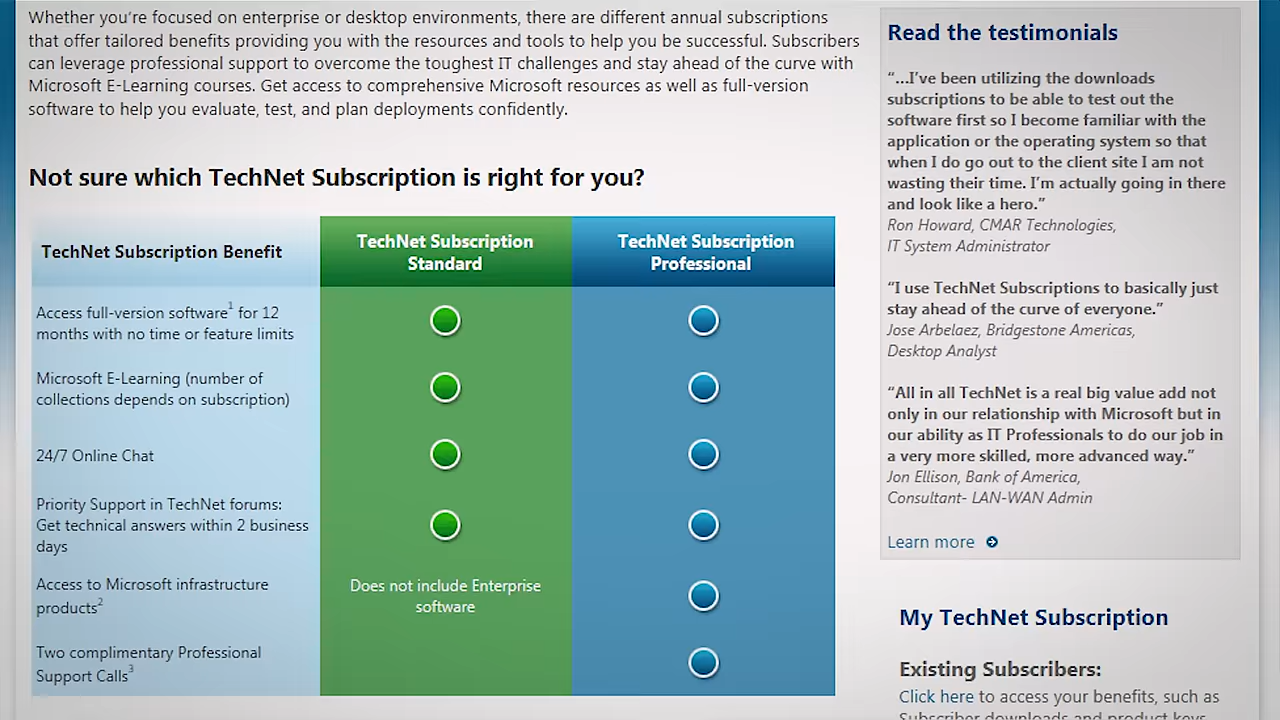 Whether you're focused on enterprise or desktop environments, there are different annual subscriptions
that offer tailored benefits providing you with the resources and tools to help you be successful. Subscribers
can leverage professional support to overcome the toughest IT challenges and stay ahead of the curve with
Microsoft E-Learning courses. Get access to comprehensive Microsoft resources as well as full-version
software to help you evaluate, test, and plan deployments confidently.
Not sure which TechNet Subscription is right for you?
TechNet Subscription Benefit
TechNet Subscription
Standard
TechNet Subscription
Professional
Access full-version software1 for 12
months with no time or feature limits
Microsoft E-Learning (number of
collections depends on subscription)
24/7 Online Chat
Priority Support in TechNet forums:
Get technical answers within 2 business
days
Access to Microsoft infrastructure
products2
Does not include Enterprise
software
Two complimentary Professional
Support Calls3
Read the testimonials
“...I've been utilizing the downloads
subscriptions to be able to test out the
software first so I become familiar with the
application or the operating system so that
when I do go out to the client site I am not
wasting their time. I'm actually going in there
and look like a hero.”
Ron Howard, CMAR Technologies,
IT System Administrator
“I use TechNet Subscriptions to basically just
stay ahead of the curve of everyone.”
Jose Arbelaez, Bridgestone Americas,
Desktop Analyst
“All in all TechNet is a real big value add not
only in our relationship with Microsoft but in
our ability as IT Professionals to do our job in
a very more skilled, more advanced way.”
Jon Ellison, Bank of America,
Consultant- LAN-WAN Admin
Learn more
My TechNet Subscription
Existing Subscribers:
Click here to access your benefits, such as
Subscriber downloads and product keys